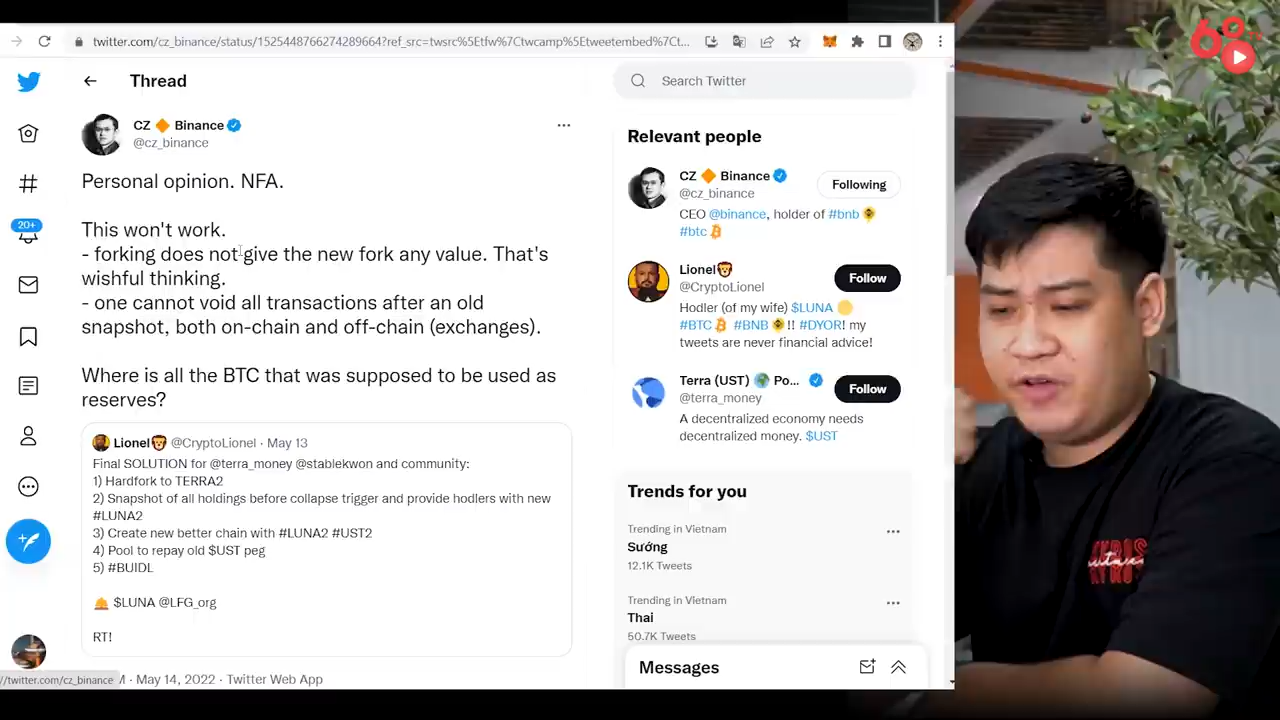 twitter.com/cz_binance/status/1525448766274289664?ref_src=twsrc%5Etfw%7Ctwcamp%5Etweetembed%7Ct...
Thread
Search Twitter
CZ 🔶 Binance
@cz_binance
Personal opinion. NFA.
This won't work.
- forking does not give the new fork any value. That's
wishful thinking.
- one cannot void all transactions after an old
snapshot, both on-chain and off-chain (exchanges).
Where is all the BTC that was supposed to be used as
reserves?
Lionel🦁 @CryptoLionel · May 13
Final SOLUTION for @terra_money @stablekwon and community:
1) Hardfork to TERRA2
2) Snapshot of all holdings before collapse trigger and provide hodlers with new
#LUNA2
3) Create new better chain with #LUNA2 #UST2
4) Pool to repay old $UST peg
5) #BUIDL
$LUNA @LFG_org
RT!
M · May 14, 2022 · Twitter Web App
//twitter.com/cz_binance
20+
Relevant people
CZ 🔶 Binance
@cz_binance
Following
CEO @binance, holder of #bnb
#btc
Lionel🦁
@CryptoLionel
Follow
Hodler (of my wife) $LUNA
#BTC #BNB !! #DYOR! my
tweets are never financial advice!
Terra (UST) 🌍 Po...
@terra_money
Follow
A decentralized economy needs
decentralized money. $UST
Trends for you
Trending in Vietnam
Sướng
12.1K Tweets
Trending in Vietnam
Thai
50.7K Tweets
Messages
68